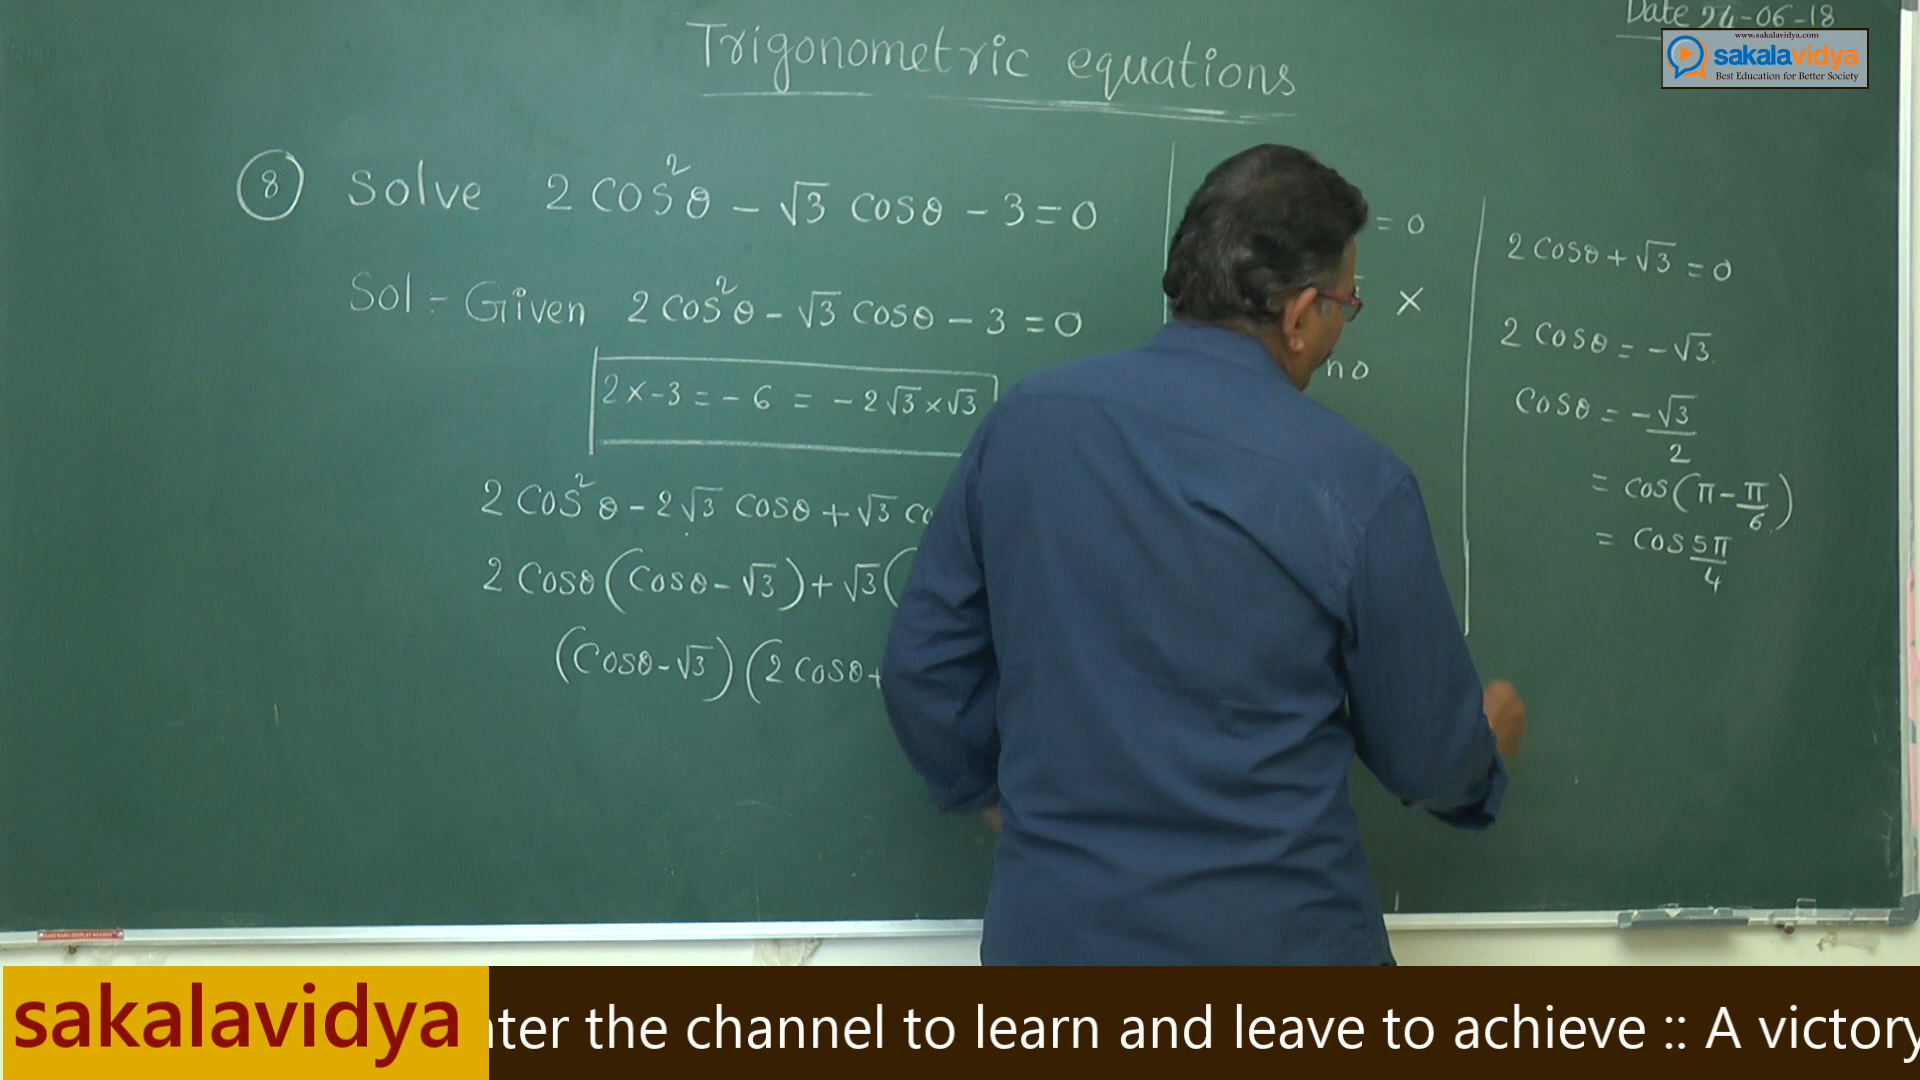 Trigonometric equations
Date 24-06-18
www.sakalavidya.com
sakalavidya
Best Education for Better Society
8 Solve 2 cos²θ - √3 cosθ - 3 = 0
Sol:- Given 2 cos²θ - √3 cosθ - 3 = 0
2 × -3 = -6 = -2√3 × √3
2 Cos²θ - 2√3 cosθ + √3 co
2 Cosθ (Cosθ - √3) + √3 (
(Cosθ - √3) (2 cosθ +
= 0
×
no
2 cosθ + √3 = 0
2 cosθ = -√3
cosθ = -√3/2
= cos(π - π/6)
= cos 5π/4
sakalavidya
ter the channel to learn and leave to achieve :: A victory